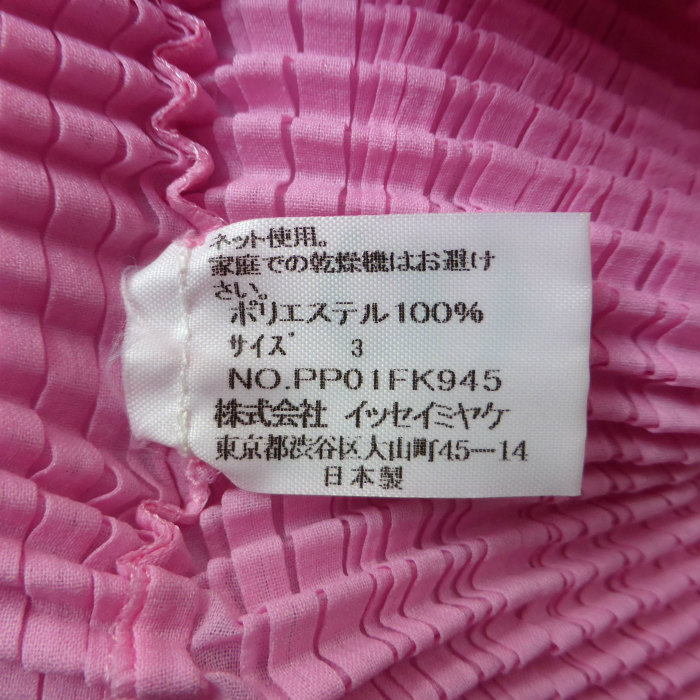 ネット使用。
家庭での乾燥機はお避け
さい。
ポリエステル100%
サイズ 3
NO.PP01FK945
株式会社 イッセイミヤケ
東京都渋谷区大山町45-14
日本製